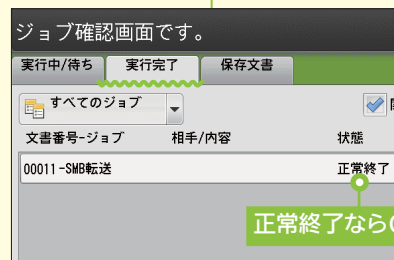 ジョブ確認画面です。
実行中/待ち 実行完了 保存文書
すべてのジョブ
文書番号-ジョブ 相手/内容 状態
00011-SMB転送 正常終了
正常終了なら